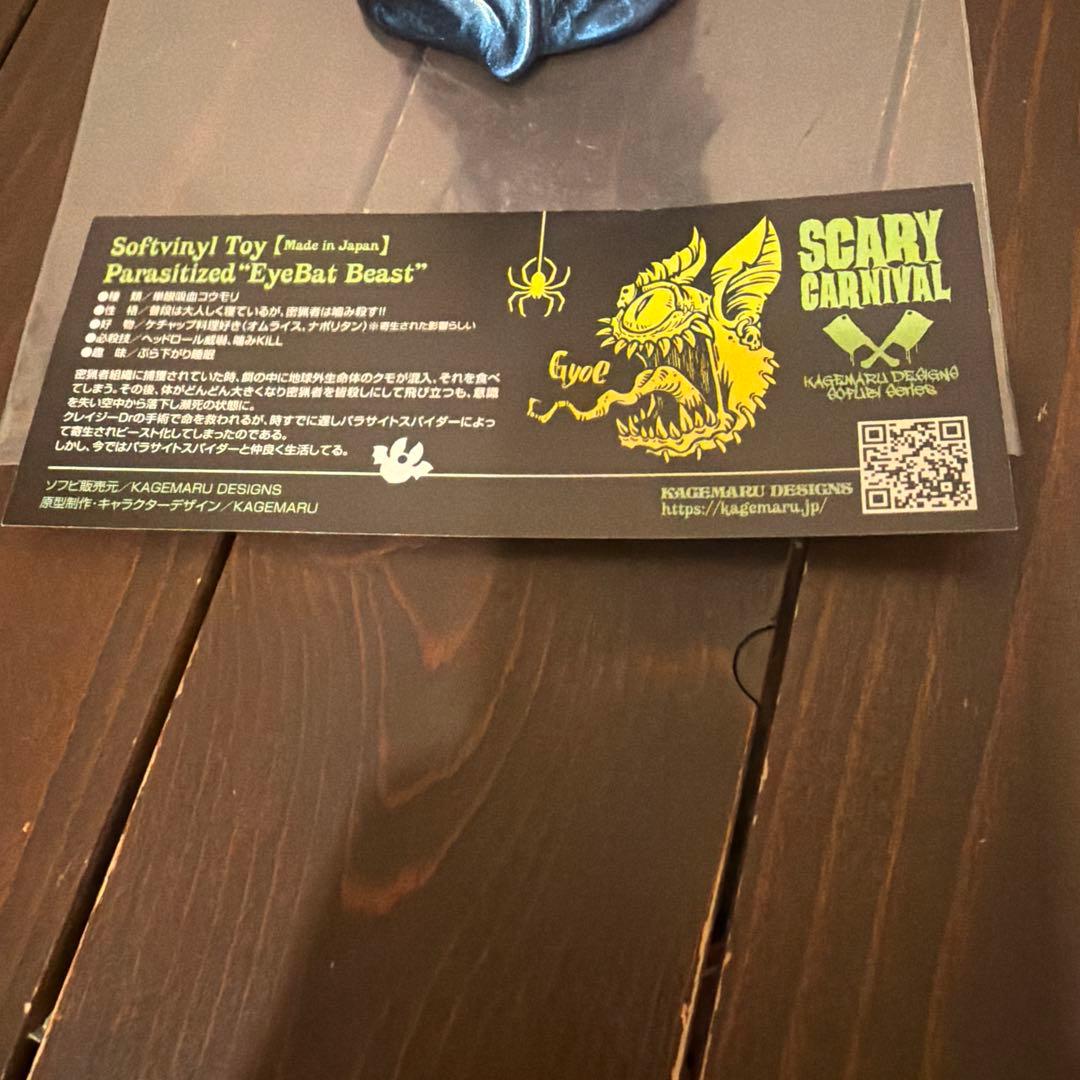 Softvinyl Toy [Made in Japan]
Parasitized "EyeBat Beast"
●種　類／単眼吸血コウモリ
●性　格／普段は大人しく寝ているが、密猟者は噛み殺す!!
●好　物／ケチャップ料理好き(オムライス、ナポリタン)※寄生された影響らしい
●必殺技／ヘッドロール威嚇、噛みKILL
●趣　味／ぶら下がり睡眠
密猟者組織に捕獲されていた時、餌の中に地球外生命体のクモが混入、それを食べ
てしまう。その後、体がどんどん大きくなり密猟者を皆殺しにして飛び立つも、意識
を失い空中から落下し瀕死の状態に。
クレイジーDrの手術で命を救われるが、時すでに遅しパラサイトスパイダーによっ
て寄生されビースト化してしまったのである。
しかし、今ではパラサイトスパイダーと仲良く生活してる。
ソフビ販売元／KAGEMARU DESIGNS
原型制作・キャラクターデザイン／KAGEMARU
Gyoe
SCARY
CARNIVAL
KAGEMARU DESIGNS
SOFUBI SERIES
KAGEMARU DESIGNS
https://kagemaru.jp/